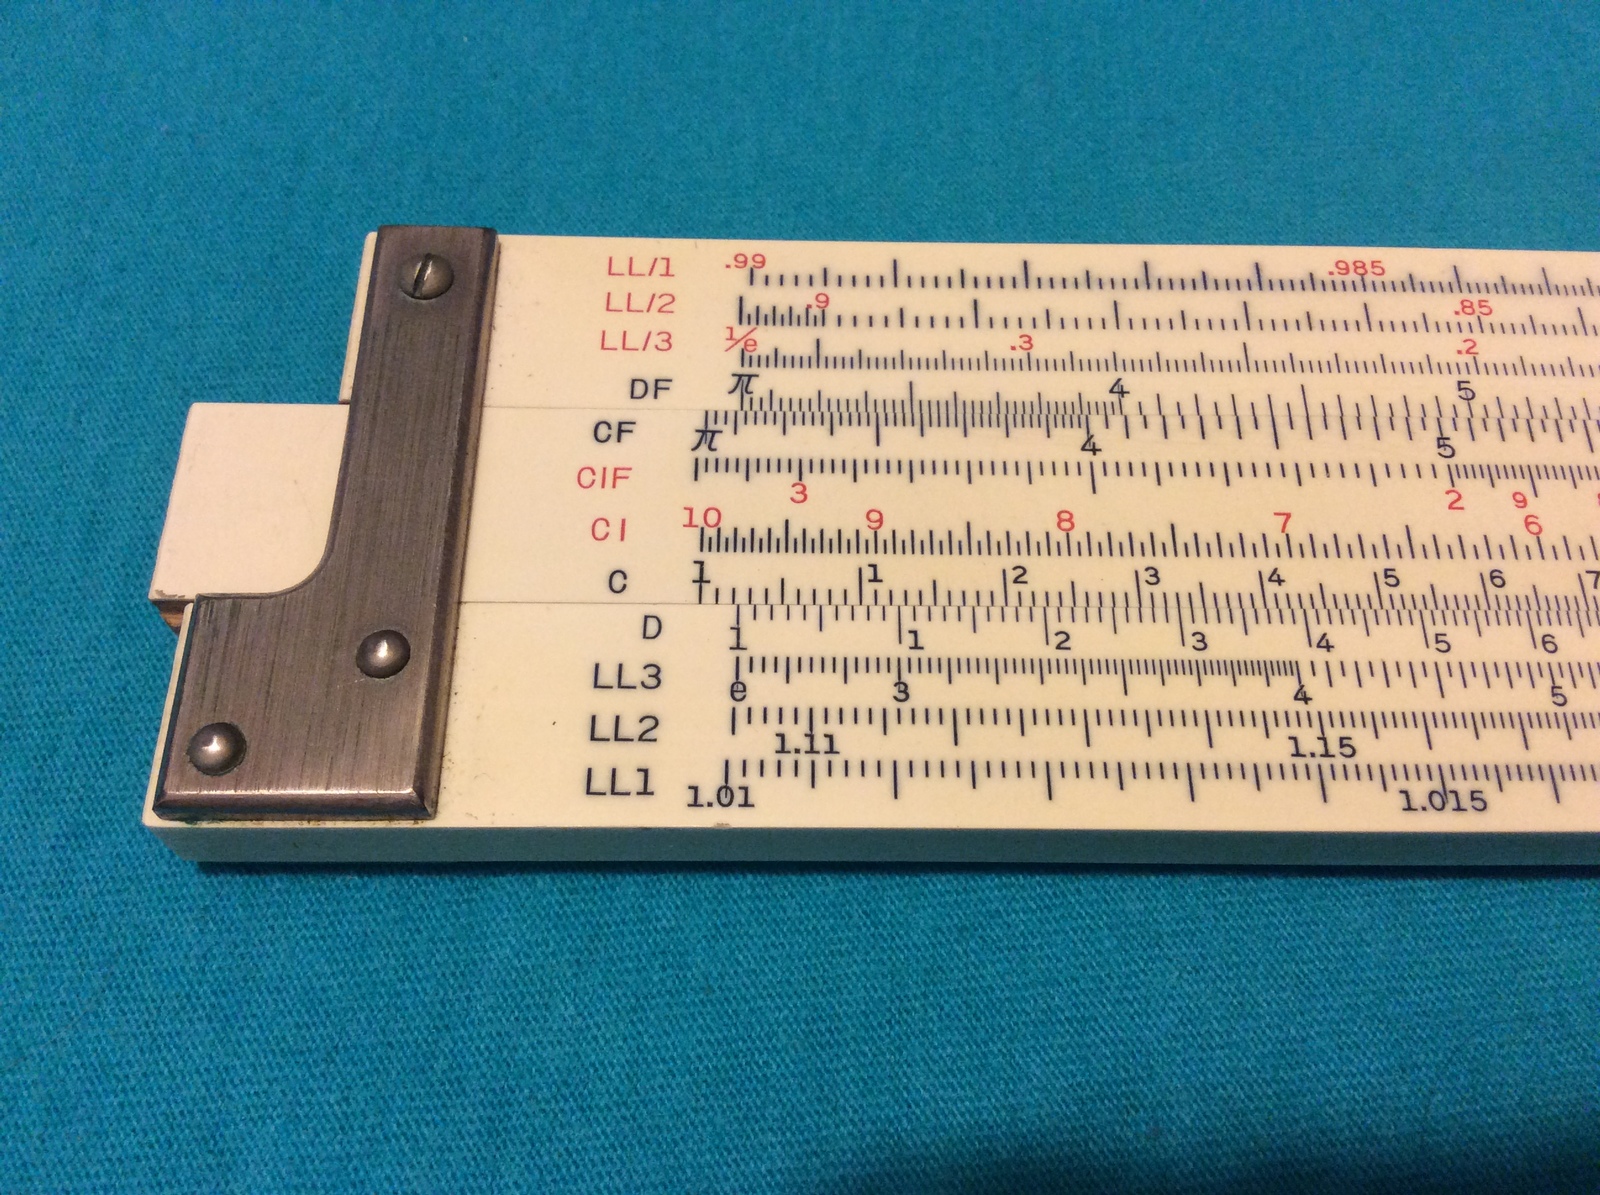 LL/1 .99 .985
LL/2 .9 .85
LL/3 1/e .3 .2
DF π 4 5
CF π 4 5
CIF 3 2 9
CI 10 9 8 7 6
C 1 1 2 3 4 5 6 7
D 1 1 2 3 4 5 6
LL3 e 3 4 5
LL2 1.11 1.15
LL1 1.01 1.015